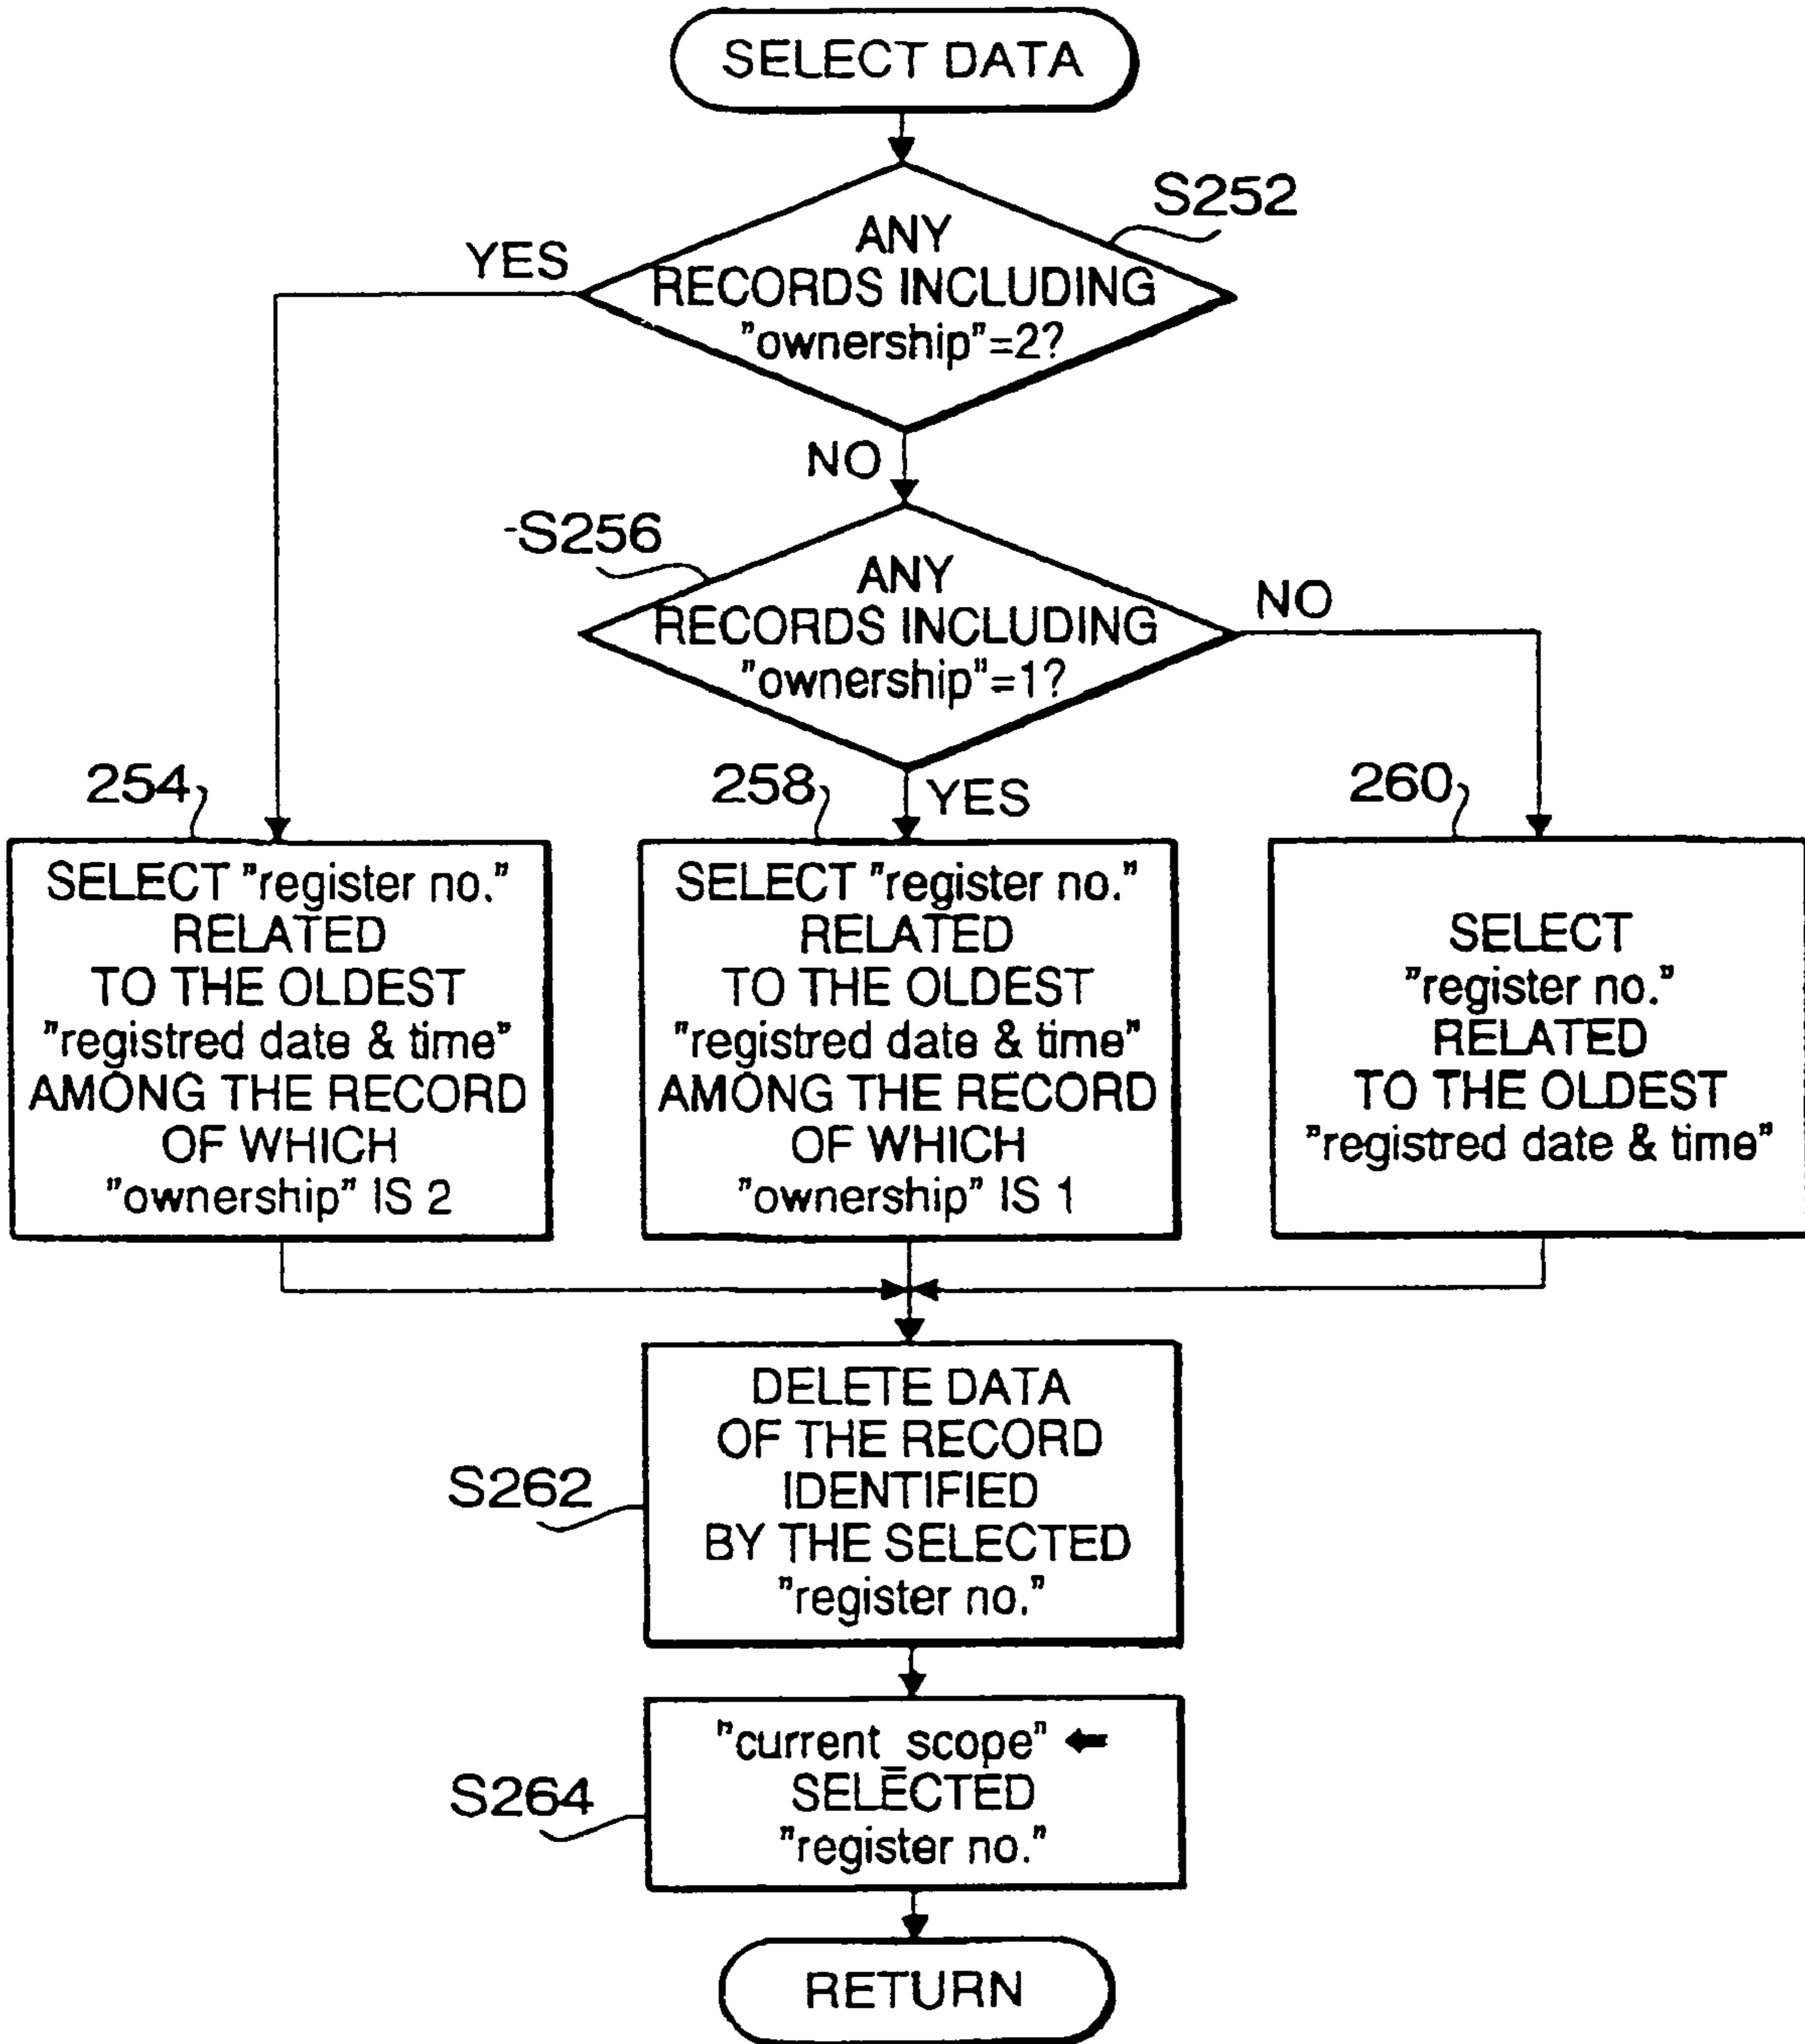 SELECT DATA
S252
ANY
RECORDS INCLUDING
"ownership"=2?
YES
NO
S256
ANY
RECORDS INCLUDING
"ownership"=1?
NO
YES
254
SELECT "register no."
RELATED
TO THE OLDEST
"registred date & time"
AMONG THE RECORD
OF WHICH
"ownership" IS 2
258
SELECT "register no."
RELATED
TO THE OLDEST
"registred date & time"
AMONG THE RECORD
OF WHICH
"ownership" IS 1
260
SELECT
"register no."
RELATED
TO THE OLDEST
"registred date & time"
S262
DELETE DATA
OF THE RECORD
IDENTIFIED
BY THE SELECTED
"register no."
S264
"current_scope" ←
SELECTED
"register no."
RETURN